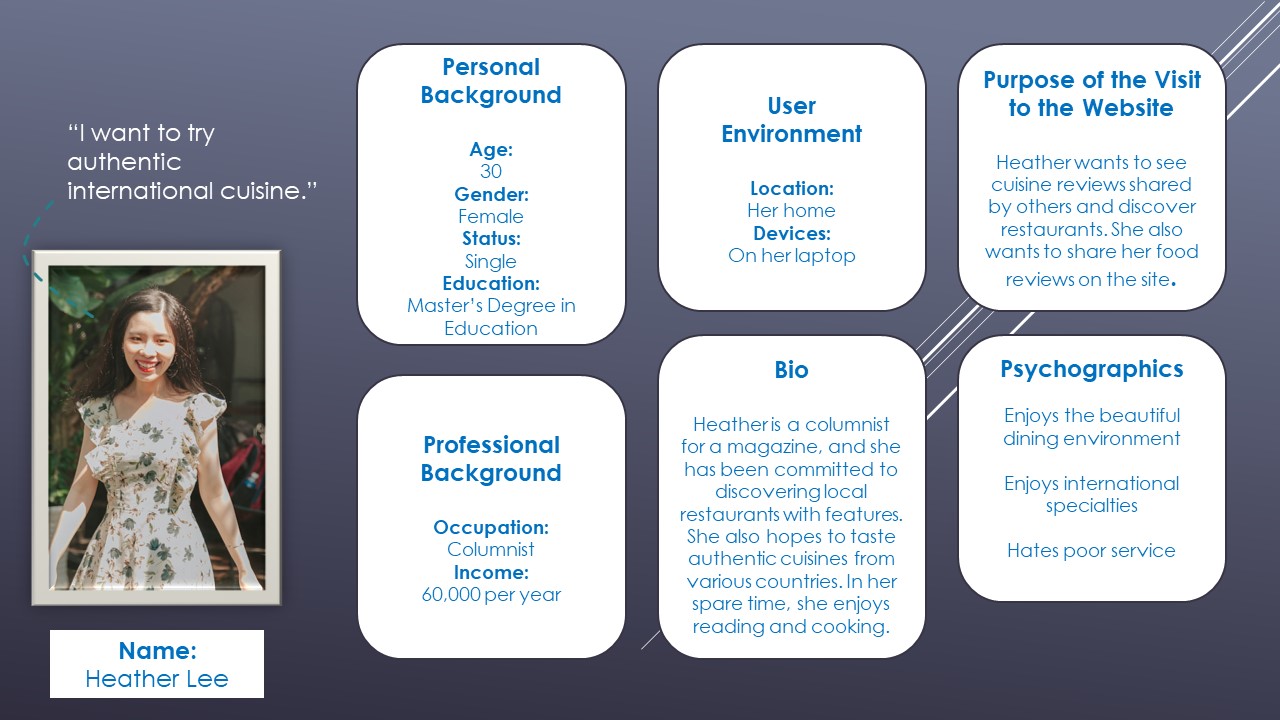 “I want to try
authentic
international cuisine.”
Name:
Heather Lee
Personal
Background
Age:
30
Gender:
Female
Status:
Single
Education:
Master’s Degree in
Education
Professional
Background
Occupation:
Columnist
Income:
60,000 per year
User
Environment
Location:
Her home
Devices:
On her laptop
Bio
Heather is a columnist
for a magazine, and she
has been committed to
discovering local
restaurants with features.
She also hopes to taste
authentic cuisines from
various countries. In her
spare time, she enjoys
reading and cooking.
Purpose of the Visit
to the Website
Heather wants to see
cuisine reviews shared
by others and discover
restaurants. She also
wants to share her food
reviews on the site.
Psychographics
Enjoys the beautiful
dining environment
Enjoys international
specialties
Hates poor service